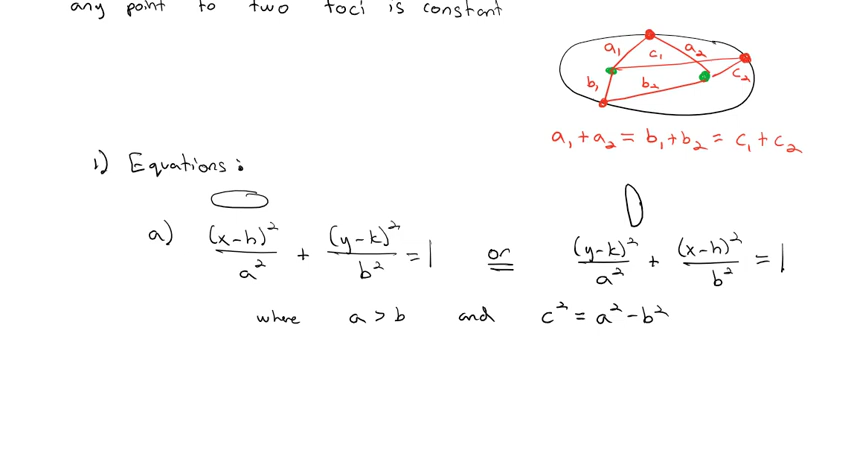 any point to two foci is constant
a₁ c₁ a₂
b₁ b₂ c₂
a₁ + a₂ = b₁ + b₂ = c₁ + c₂
1) Equations:
a) (x-h)²/a² + (y-k)²/b² = 1 or (y-k)²/a² + (x-h)²/b² = 1
where a > b and c² = a² - b²